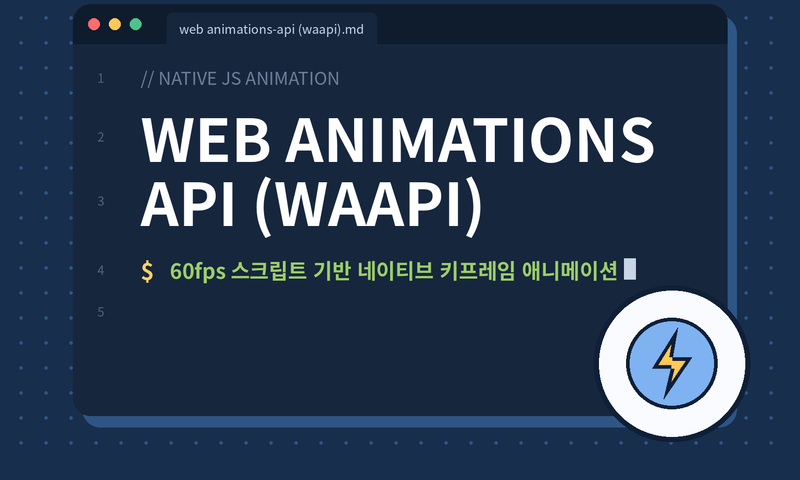 web animations-api (waapi).md
1 // NATIVE JS ANIMATION
2 WEB ANIMATIONS
3 API (WAAPI)
4 $ 60fps 스크립트 기반 네이티브 키프레임 애니메이션
5